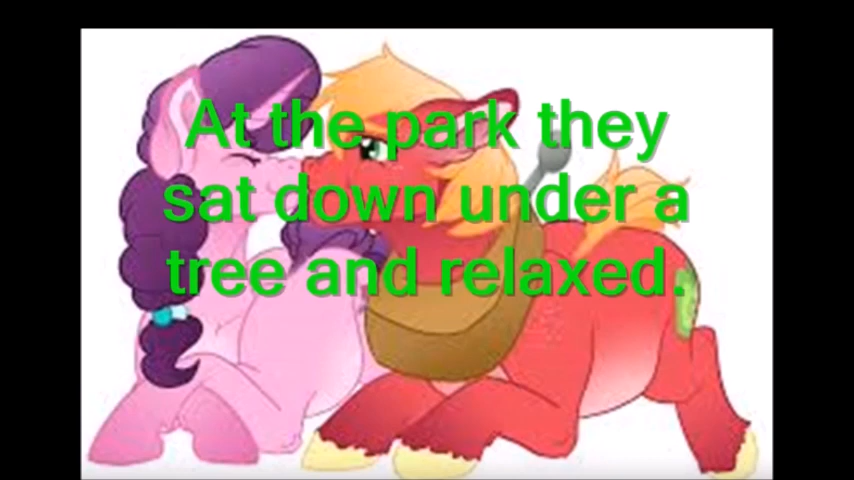 At the park they
sat down under a
tree and relaxed.